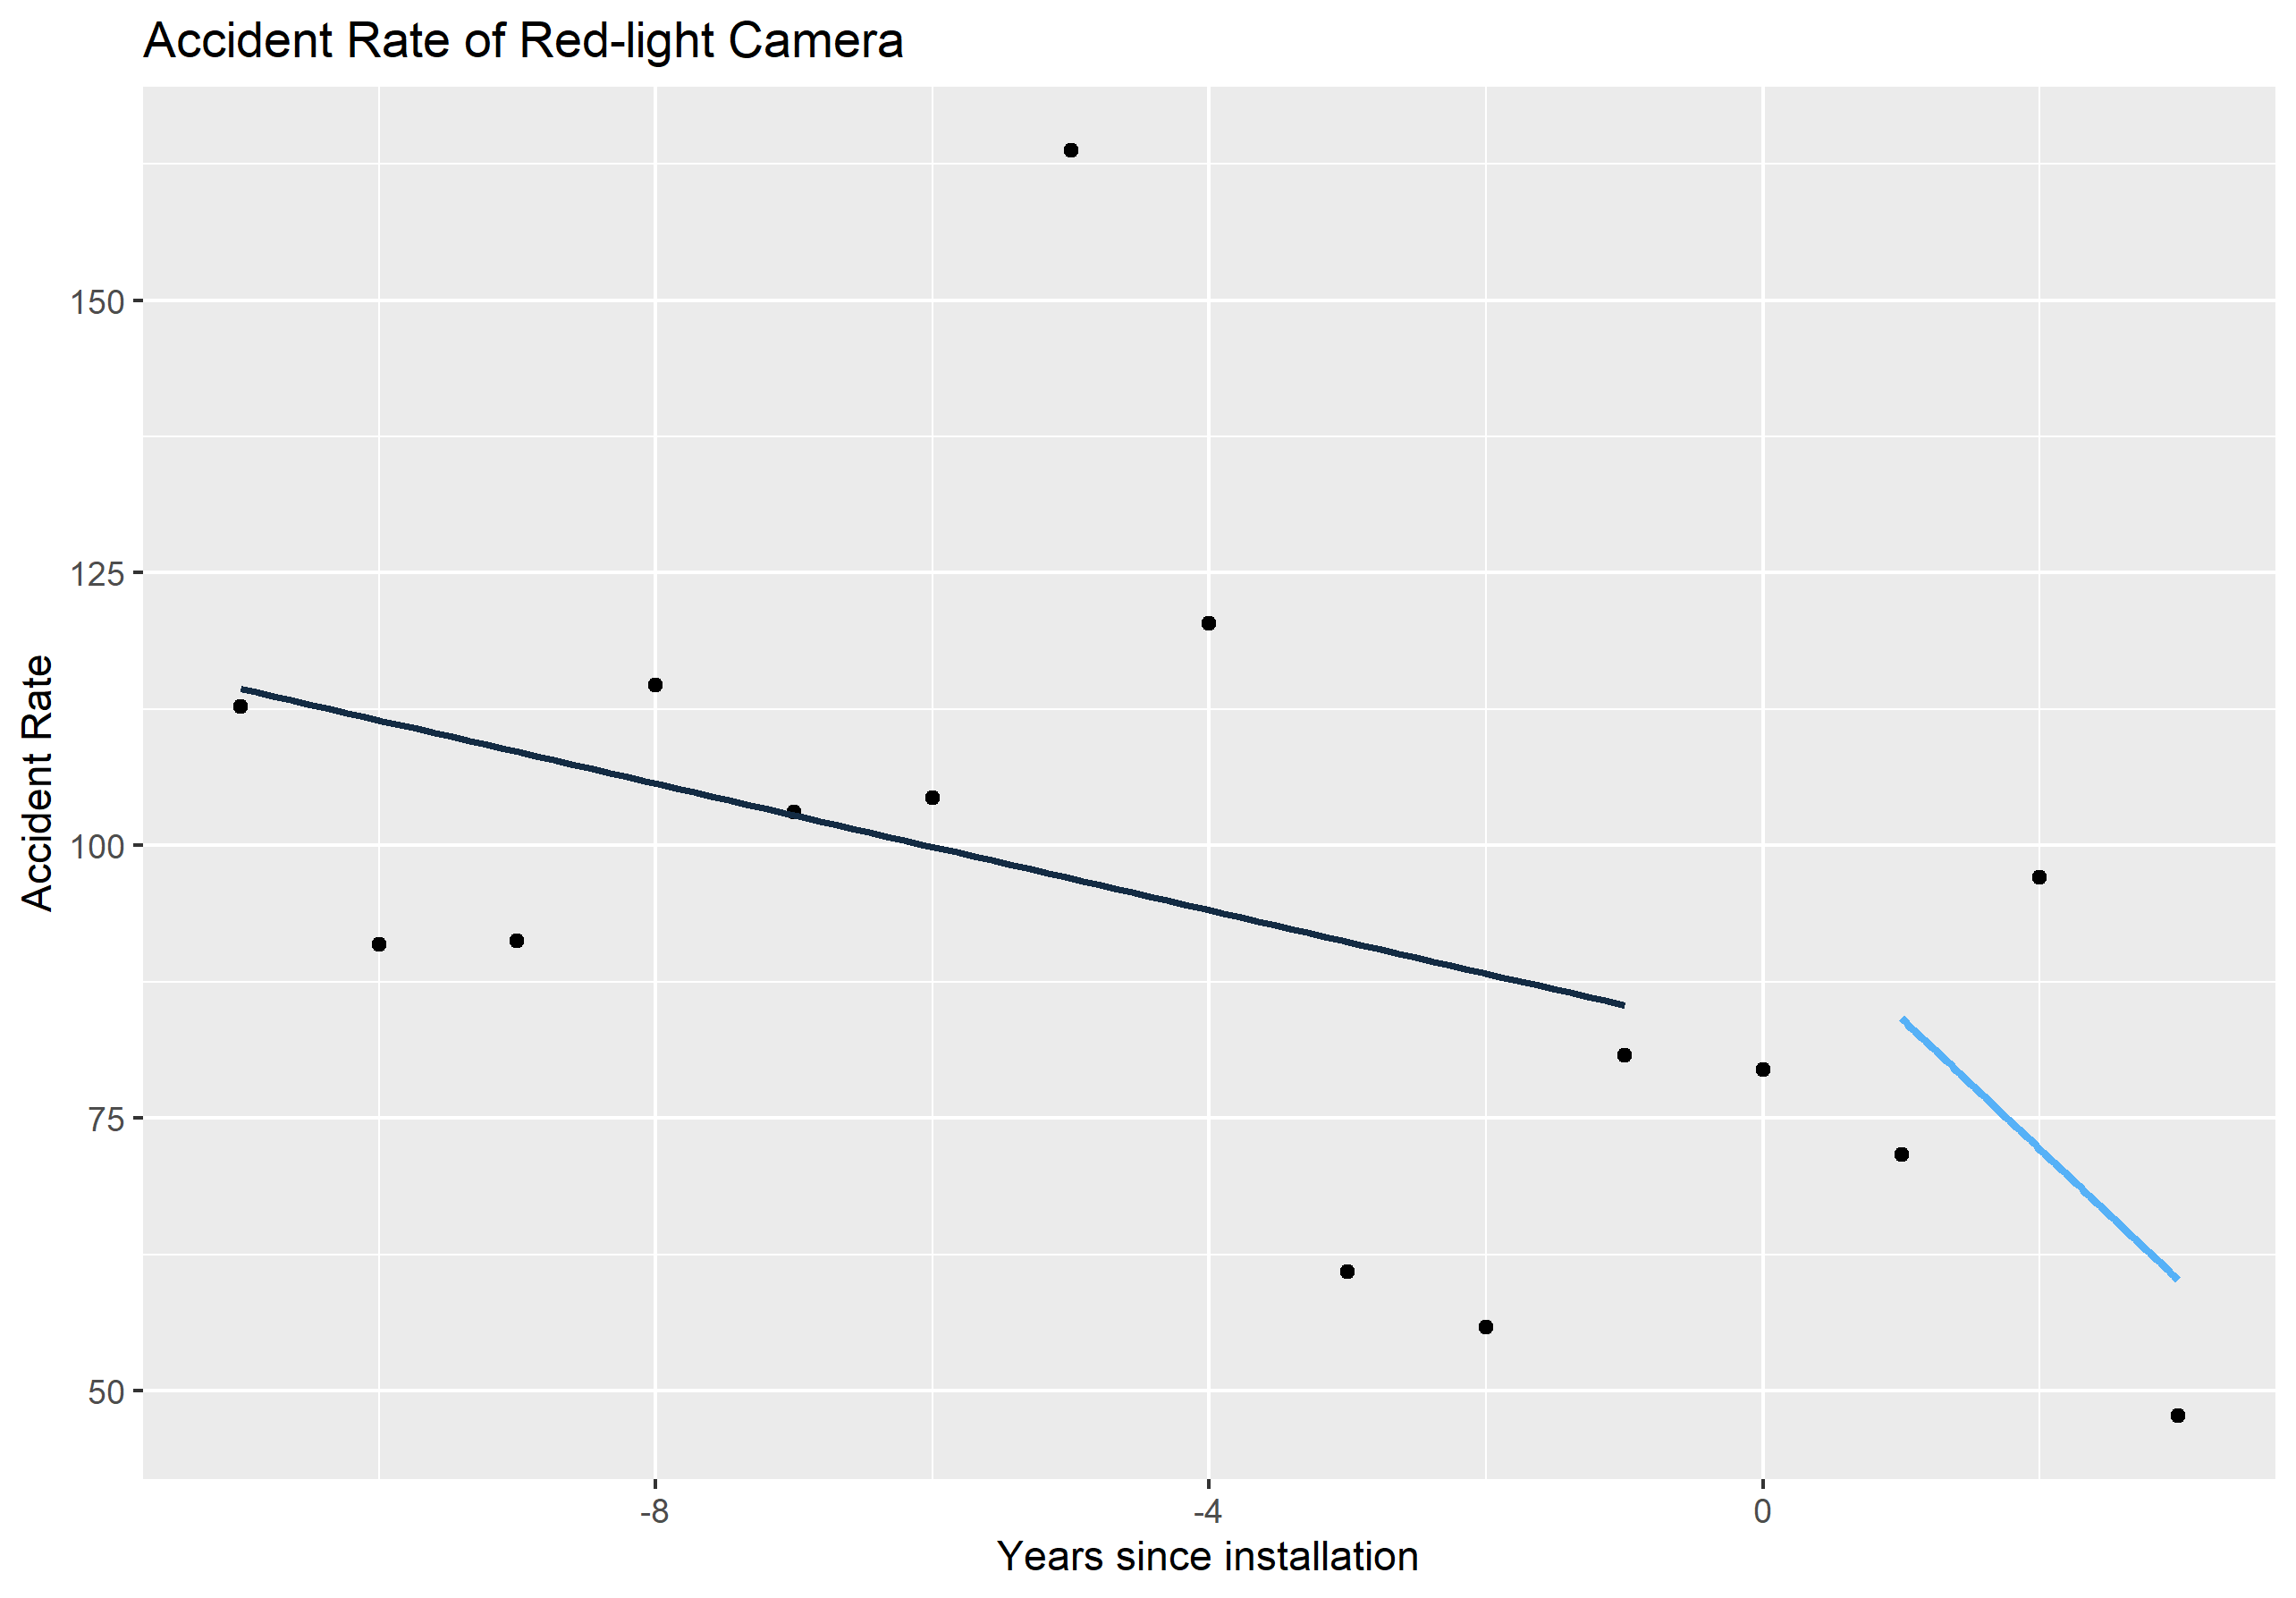 Accident Rate of Red-light Camera
Accident Rate
150
125
100
75
50
-8
-4
0
Years since installation